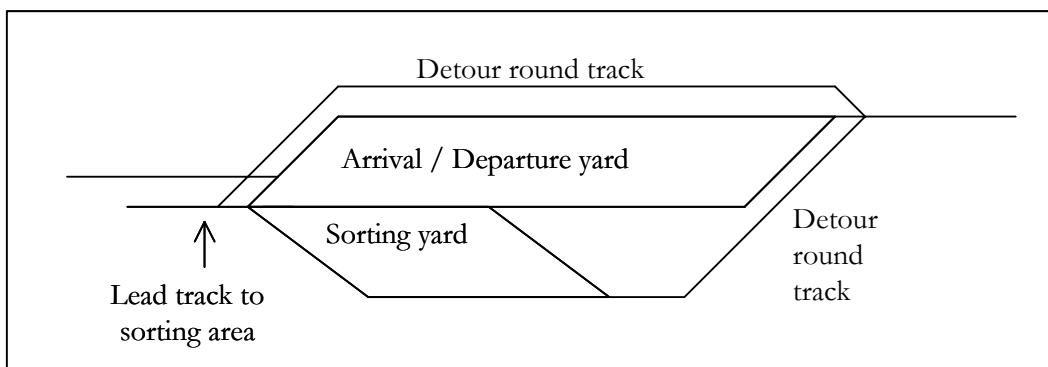 Detour round track
Arrival / Departure yard
Sorting yard
Detour
round
track
Lead track to
sorting area